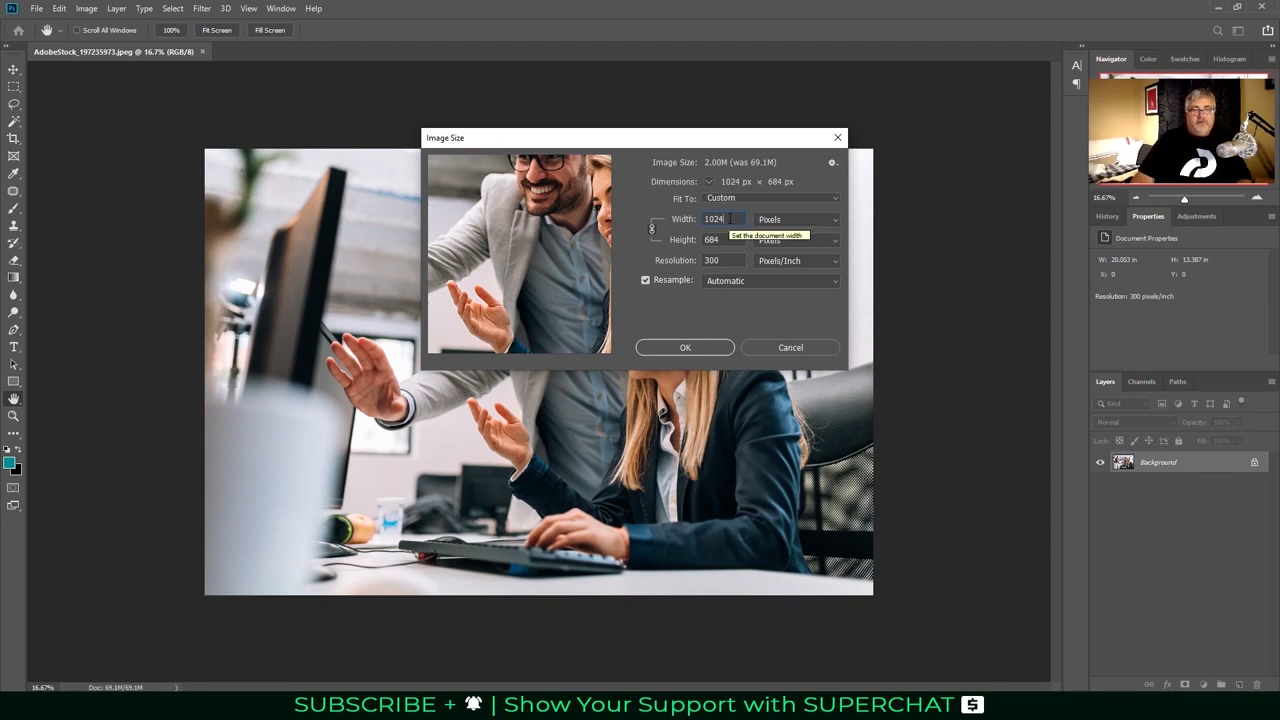 Ps File Edit Image Layer Type Select Filter 3D View Window Help
Scroll All Windows 100% Fit Screen Fill Screen
AdobeStock_197235973.jpeg @ 16.7% (RGB/8) ×
Navigator Color Swatches Histogram
Image Size
Image Size: 2.00M (was 69.1M)
Dimensions: 1024 px × 684 px
Fit To: Custom
Width: 1024 Pixels
Set the document width
Height: 684 Pixels
Resolution: 300 Pixels/Inch
Resample: Automatic
OK Cancel
16.67%
History Properties Adjustments
Document Properties
W: 20.053 in H: 13.387 in
X: 0 Y: 0
Resolution: 300 pixels/inch
Layers Channels Paths
Kind
Normal Opacity: 100%
Lock: Fill: 100%
Background
fx
16.67% Doc: 69.1M/69.1M
SUBSCRIBE + | Show Your Support with SUPERCHAT $